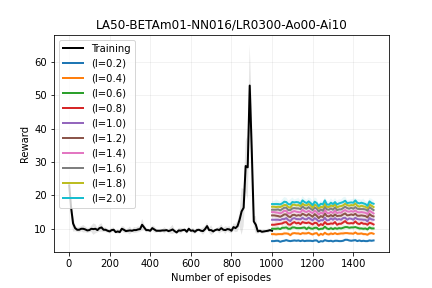 LA50-BETAm01-NN016/LR0300-Ao00-Ai10
Training
(l=0.2)
(l=0.4)
(l=0.6)
(l=0.8)
(l=1.0)
(l=1.2)
(l=1.4)
(l=1.6)
(l=1.8)
(l=2.0)
Reward
60
50
40
30
20
10
0
200
400
600
800
1000
1200
1400
Number of episodes